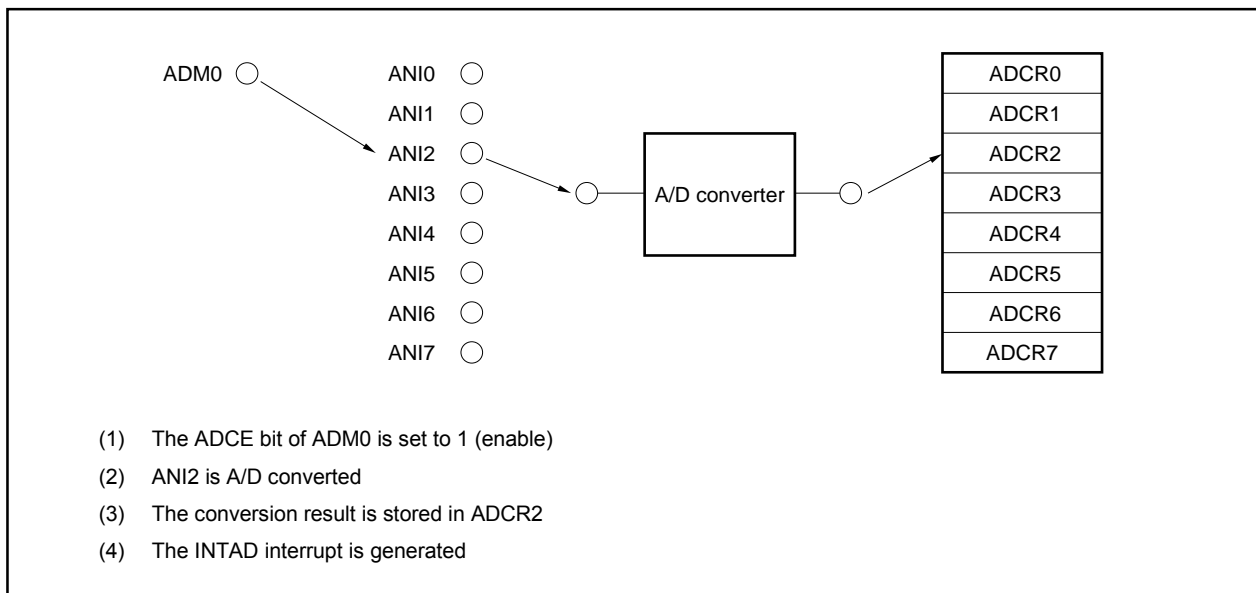 ADM0
ANI0
ANI1
ANI2
ANI3
ANI4
ANI5
ANI6
ANI7
A/D converter
ADCR0
ADCR1
ADCR2
ADCR3
ADCR4
ADCR5
ADCR6
ADCR7
(1) The ADCE bit of ADM0 is set to 1 (enable)
(2) ANI2 is A/D converted
(3) The conversion result is stored in ADCR2
(4) The INTAD interrupt is generated